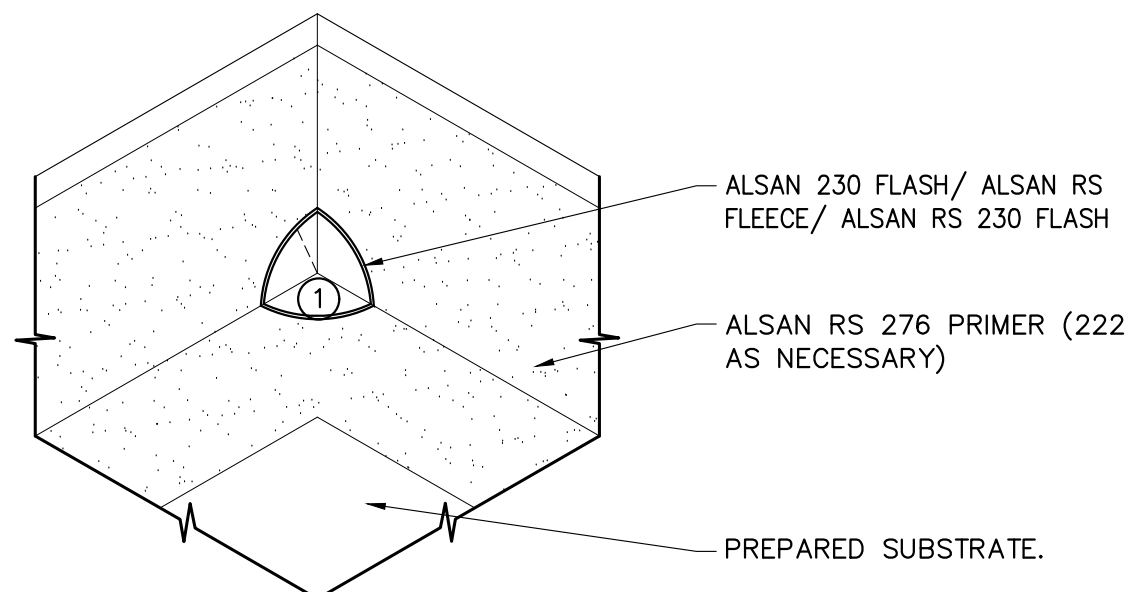 ALSAN 230 FLASH/ ALSAN RS
FLEECE/ ALSAN RS 230 FLASH
1
ALSAN RS 276 PRIMER (222
AS NECESSARY)
PREPARED SUBSTRATE.